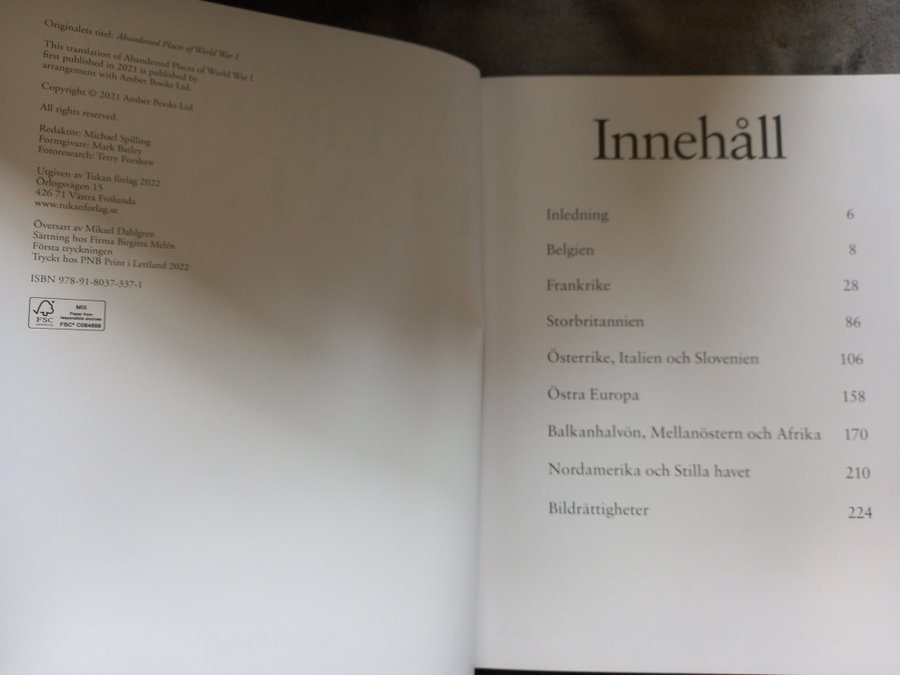 Originalets titel: Abandoned Places of World War I
This translation of Abandoned Places of World War I
first published in 2021 is published by
arrangement with Amber Books Ltd.
Copyright © 2021 Amber Books Ltd
All rights reserved.
Redaktör: Michael Spilling
Formgivare: Mark Batley
Fotoresearch: Terry Forshaw
Utgiven av Tukan förlag 2022
Örlogsvägen 15
426 71 Västra Frölunda
www.tukanforlag.se
Översatt av Mikael Dahlgren
Sättning hos Firma Birgitta Melén
Första tryckningen
Tryckt hos PNB Print i Lettland 2022
ISBN 978-91-8037-337-1
FSC
MIX
Paper from
responsible sources
FSC® C084698
Innehåll
Inledning 6
Belgien 8
Frankrike 28
Storbritannien 86
Österrike, Italien och Slovenien 106
Östra Europa 158
Balkanhalvön, Mellanöstern och Afrika 170
Nordamerika och Stilla havet 210
Bildrättigheter 224